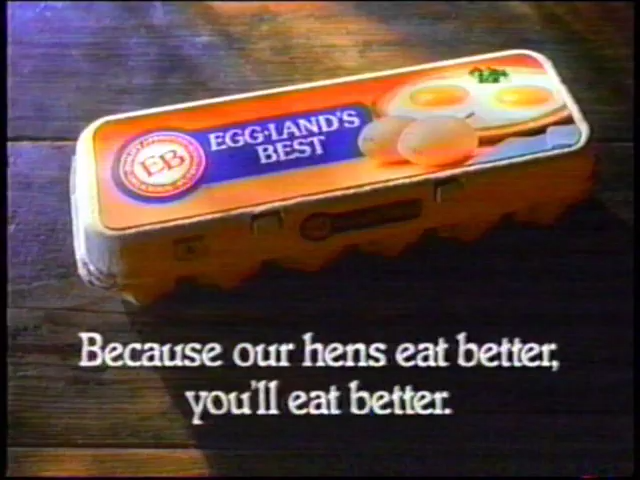 EB
EGG·LAND'S
BEST
Because our hens eat better,
you'll eat better.